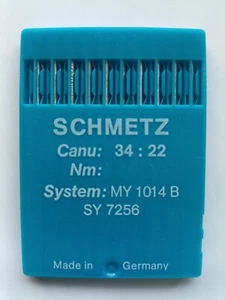 SCHMETZ
Canu: 34 : 22
Nm:
System: MY 1014 B
SY 7256
Made in Germany